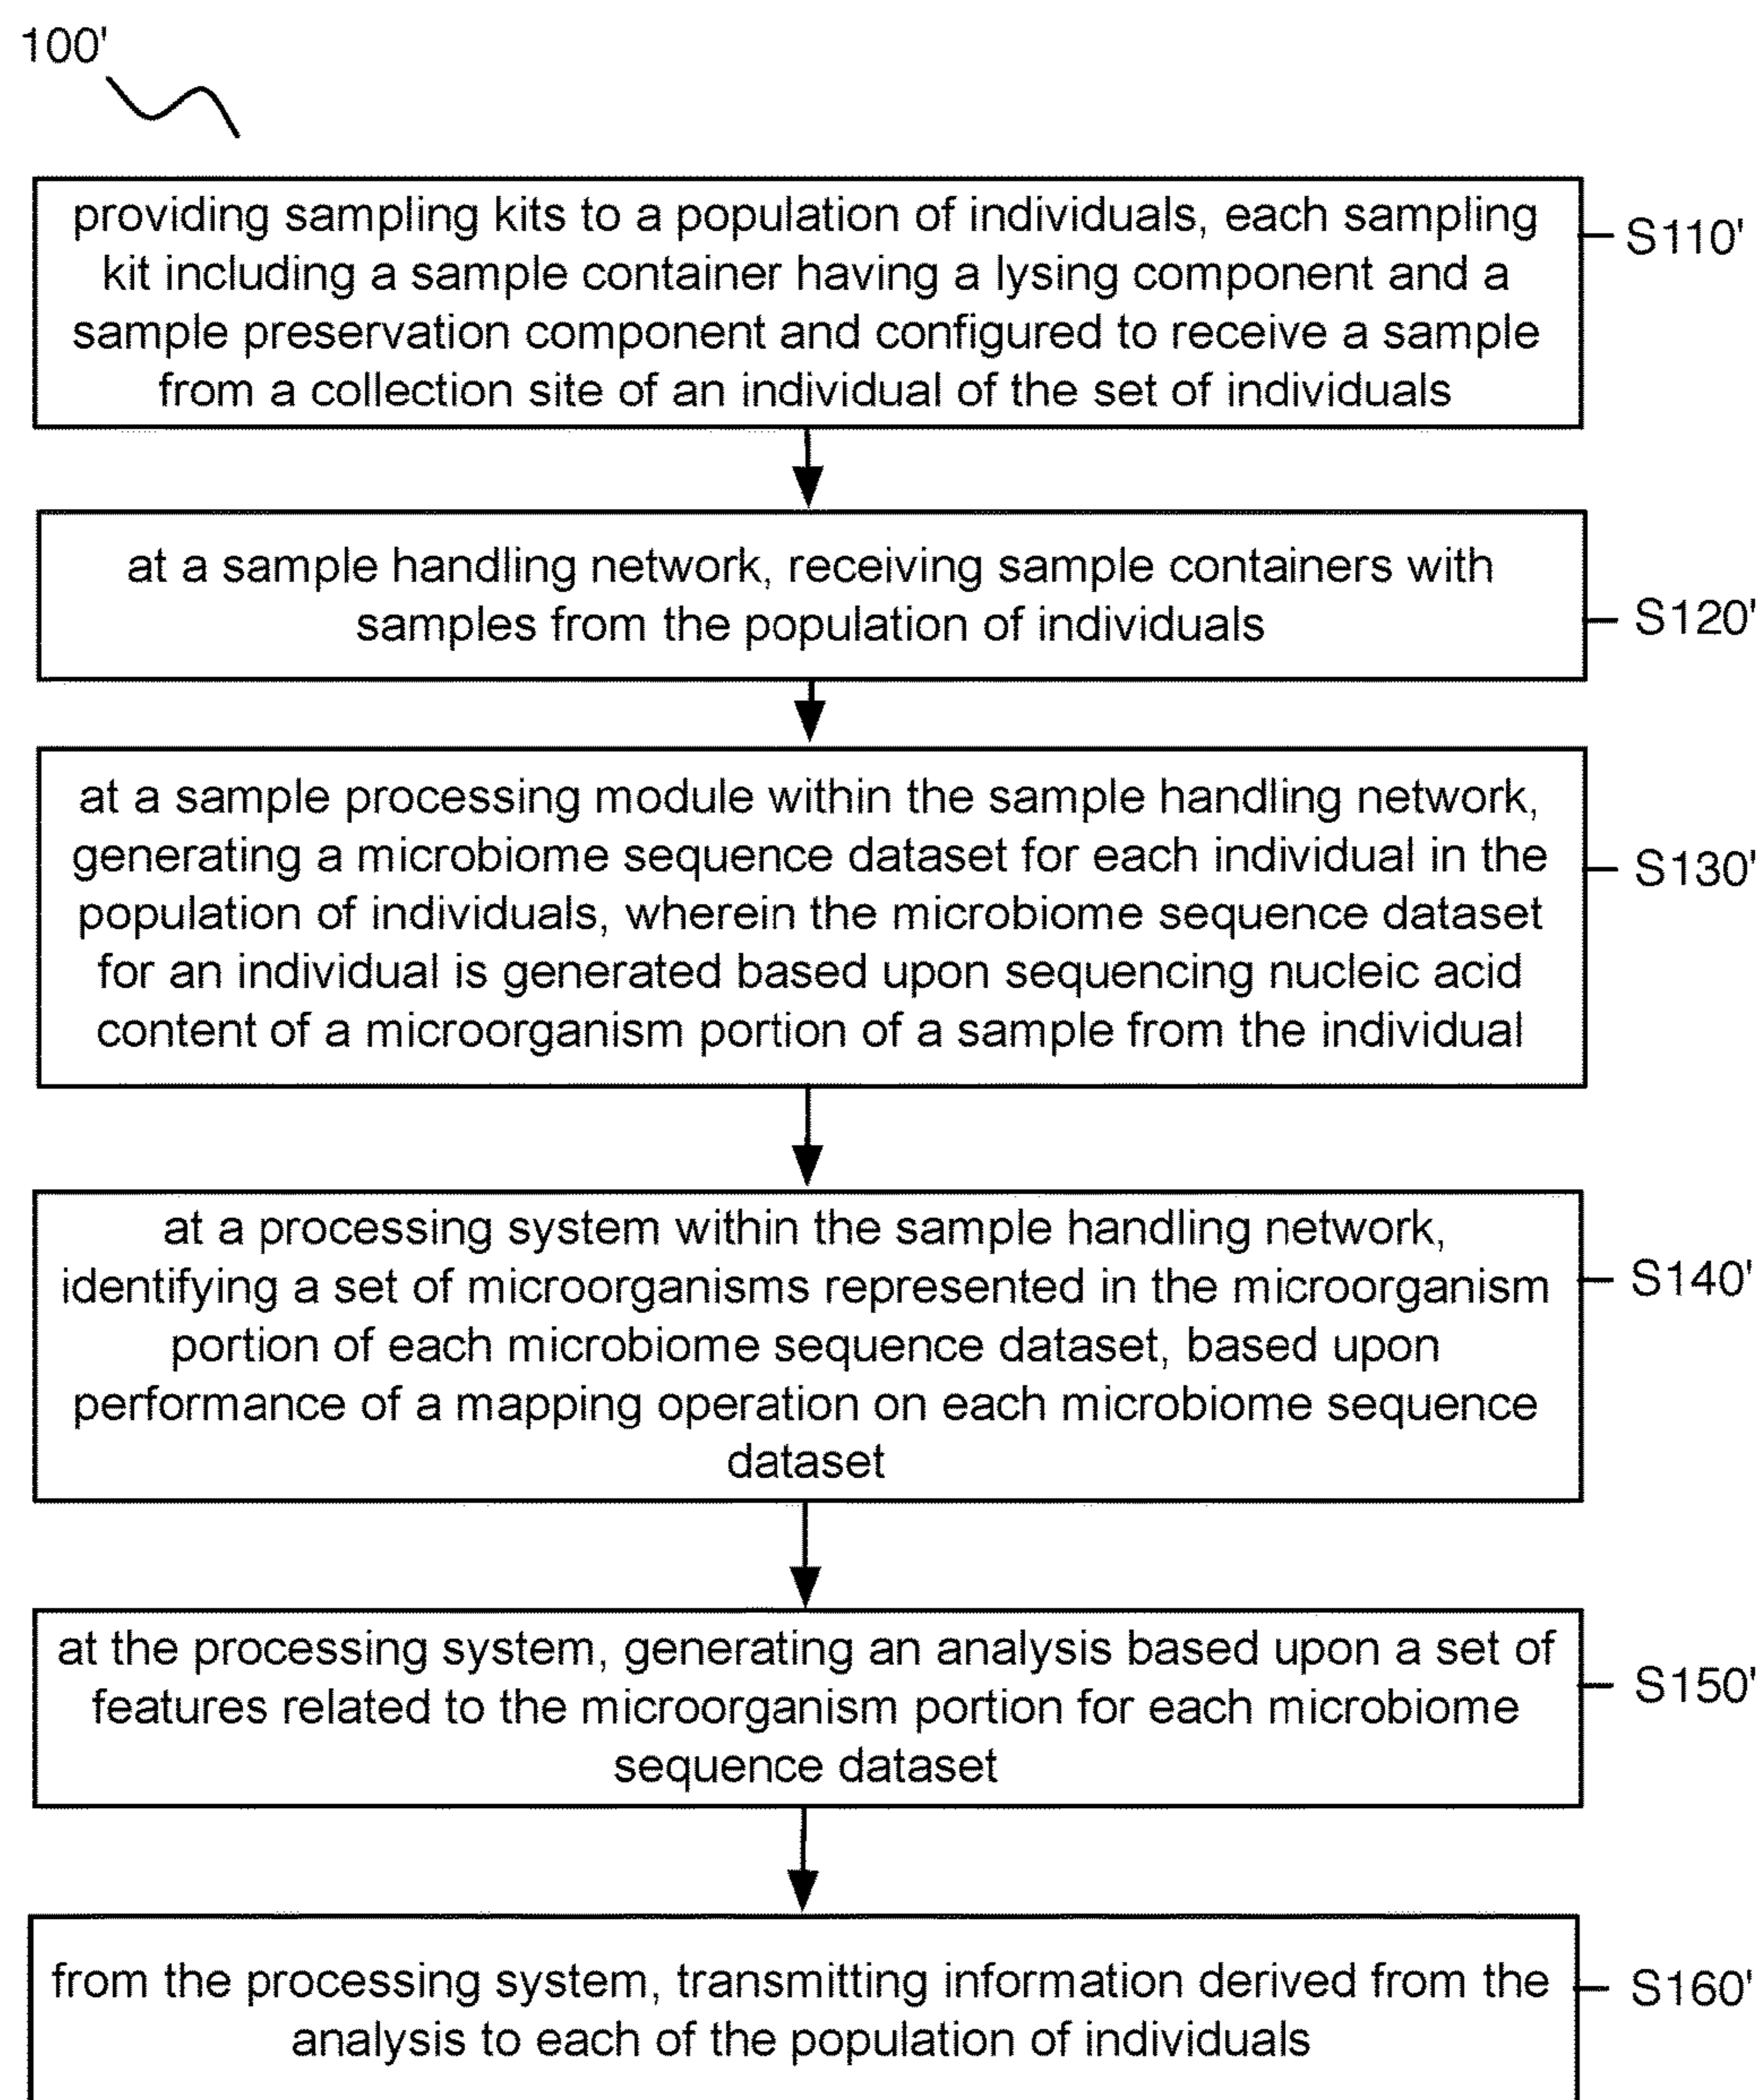 100'
providing sampling kits to a population of individuals, each sampling
kit including a sample container having a lysing component and a
sample preservation component and configured to receive a sample
from a collection site of an individual of the set of individuals
S110'
at a sample handling network, receiving sample containers with
samples from the population of individuals
S120'
at a sample processing module within the sample handling network,
generating a microbiome sequence dataset for each individual in the
population of individuals, wherein the microbiome sequence dataset
for an individual is generated based upon sequencing nucleic acid
content of a microorganism portion of a sample from the individual
S130'
at a processing system within the sample handling network,
identifying a set of microorganisms represented in the microorganism
portion of each microbiome sequence dataset, based upon
performance of a mapping operation on each microbiome sequence
dataset
S140'
at the processing system, generating an analysis based upon a set of
features related to the microorganism portion for each microbiome
sequence dataset
S150'
from the processing system, transmitting information derived from the
analysis to each of the population of individuals
S160'